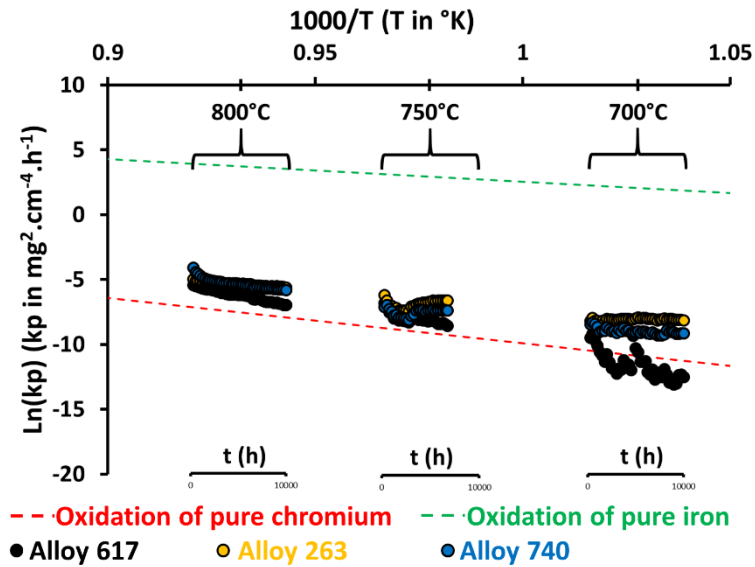 1000/T (T in °K)
0.9 0.95 1 1.05
10
800°C 750°C 700°C
5
0
-5
-10
-15
-20
Ln(kp) (kp in mg².cm⁻⁴.h⁻¹)
t (h) t (h) t (h)
0 10000 0 10000 0 10000
Oxidation of pure chromium Oxidation of pure iron
Alloy 617 Alloy 263 Alloy 740